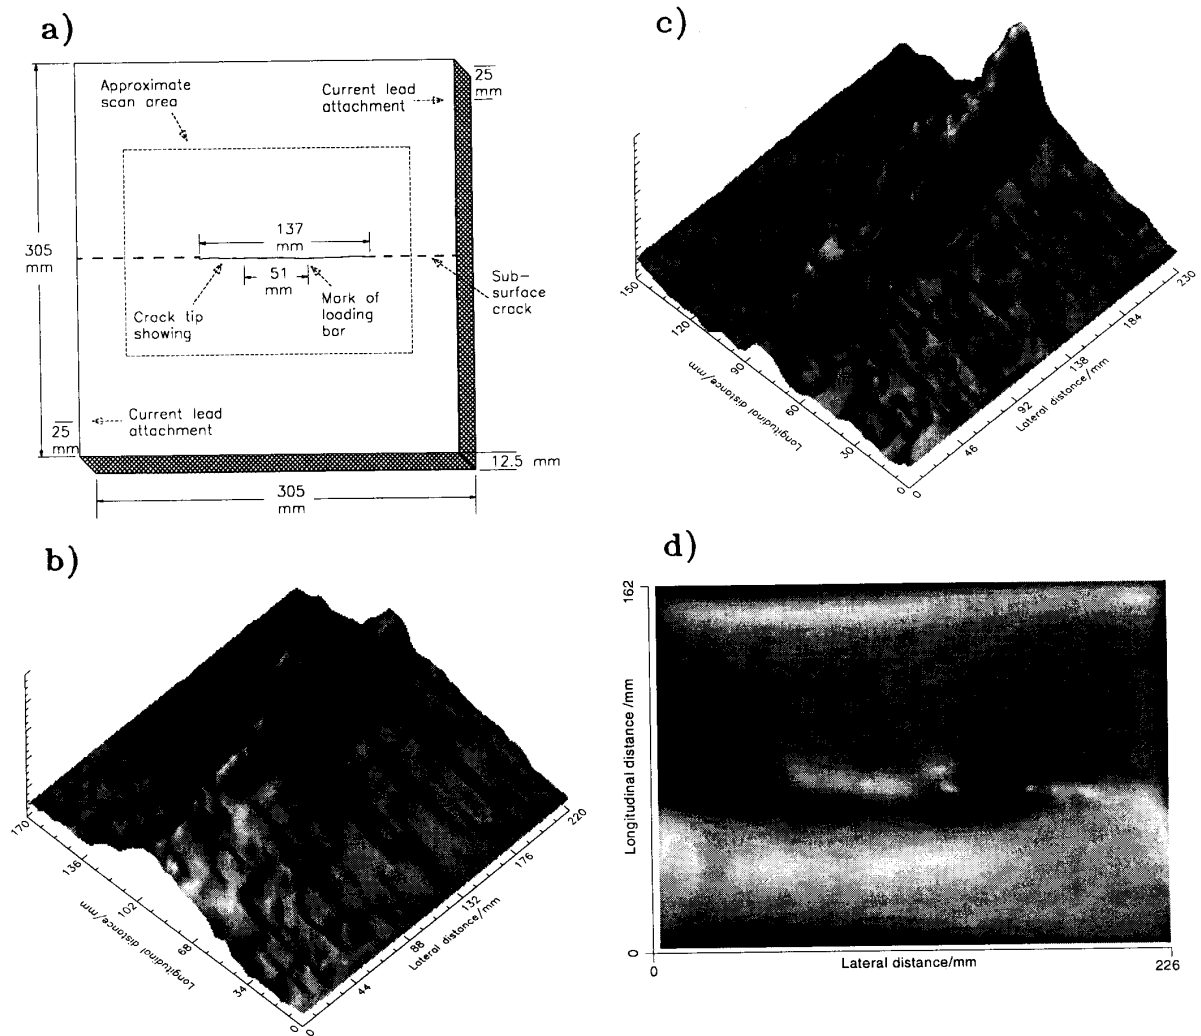 a)
Approximate
scan area
Current lead
attachment
25
mm
305
mm
137
mm
51
mm
Crack tip
showing
Mark of
loading
bar
Sub-
surface
crack
Current lead
attachment
25
mm
12.5 mm
305
mm
b)
170
136
102
68
34
0
Longitudinal distance/mm
0
44
88
132
176
220
Lateral distance/mm
c)
150
120
90
60
30
0
Longitudinal distance/mm
0
46
92
138
184
230
Lateral distance/mm
d)
162
Longitudinal distance /mm
0
0
Lateral distance/mm
226